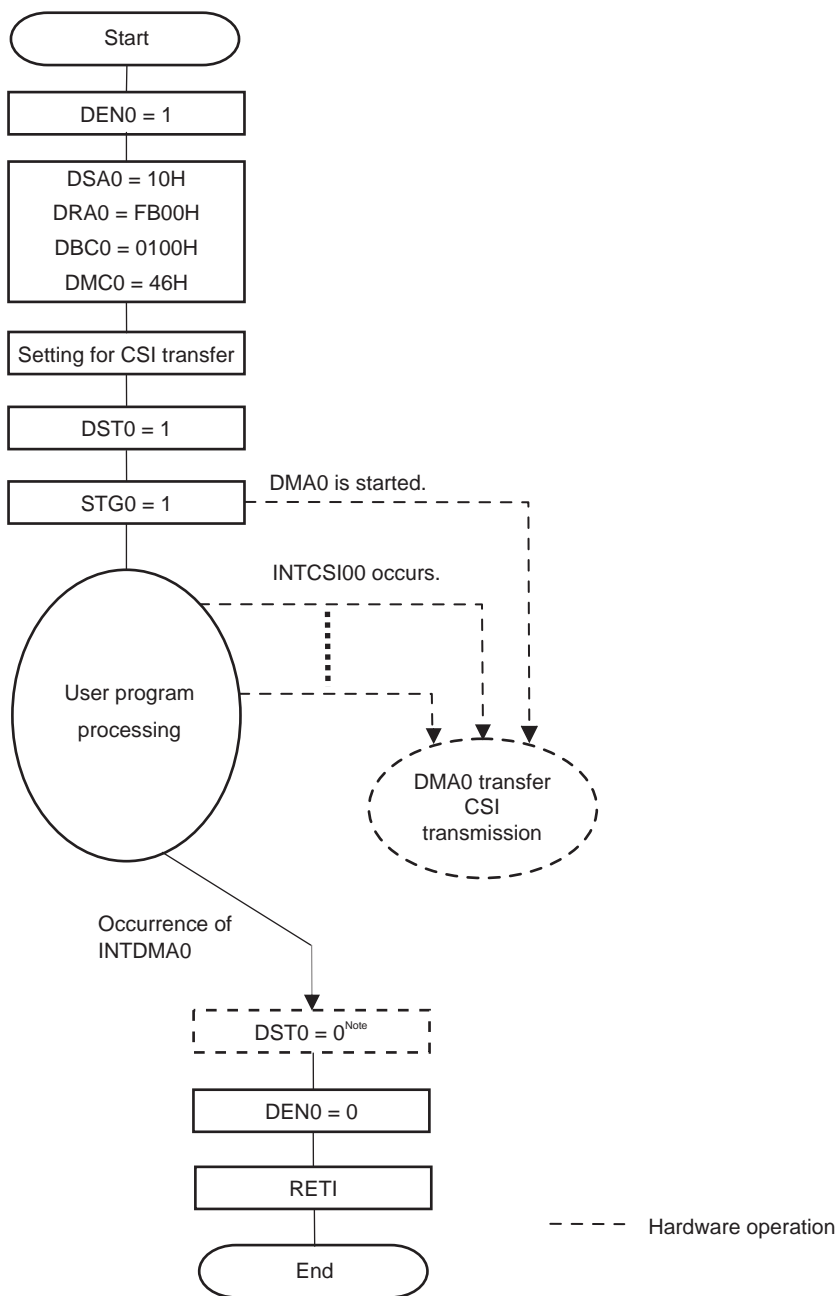 Start
DEN0 = 1
DSA0 = 10H
DRA0 = FB00H
DBC0 = 0100H
DMC0 = 46H
Setting for CSI transfer
DST0 = 1
STG0 = 1
DMA0 is started.
INTCSI00 occurs.
User program
processing
DMA0 transfer
CSI
transmission
Occurrence of
INTDMA0
DST0 = 0Note
DEN0 = 0
RETI
End
Hardware operation